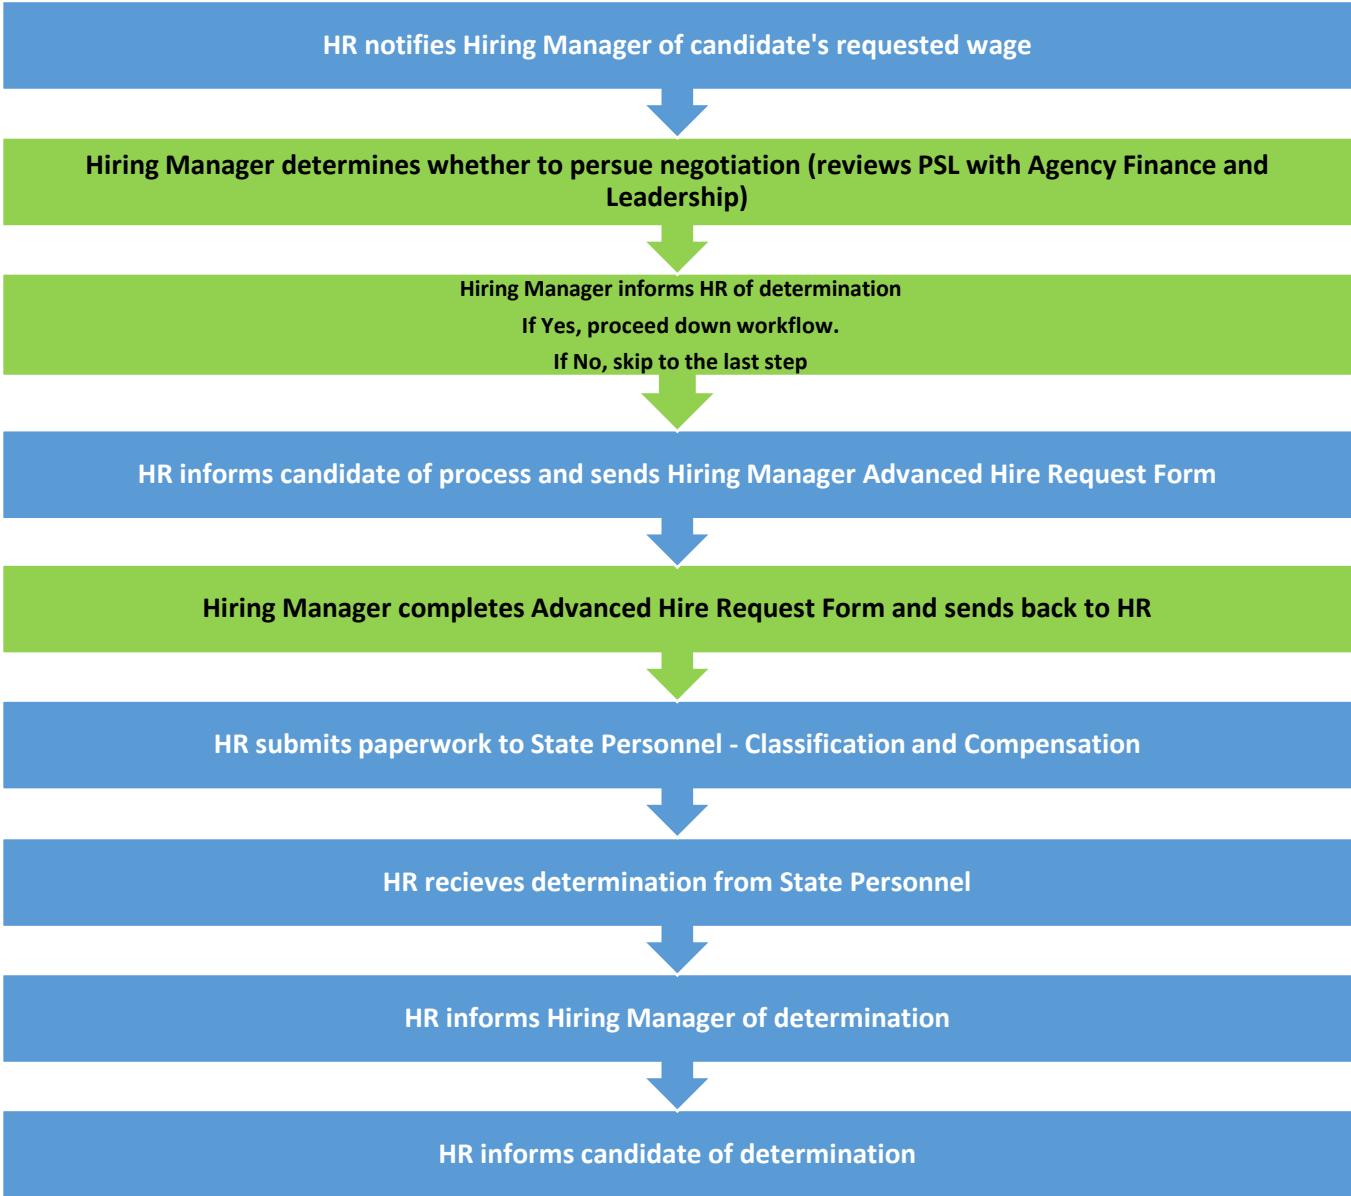 HR notifies Hiring Manager of candidate's requested wage
Hiring Manager determines whether to persue negotiation (reviews PSL with Agency Finance and
Leadership)
Hiring Manager informs HR of determination
If Yes, proceed down workflow.
If No, skip to the last step
HR informs candidate of process and sends Hiring Manager Advanced Hire Request Form
Hiring Manager completes Advanced Hire Request Form and sends back to HR
HR submits paperwork to State Personnel - Classification and Compensation
HR recieves determination from State Personnel
HR informs Hiring Manager of determination
HR informs candidate of determination